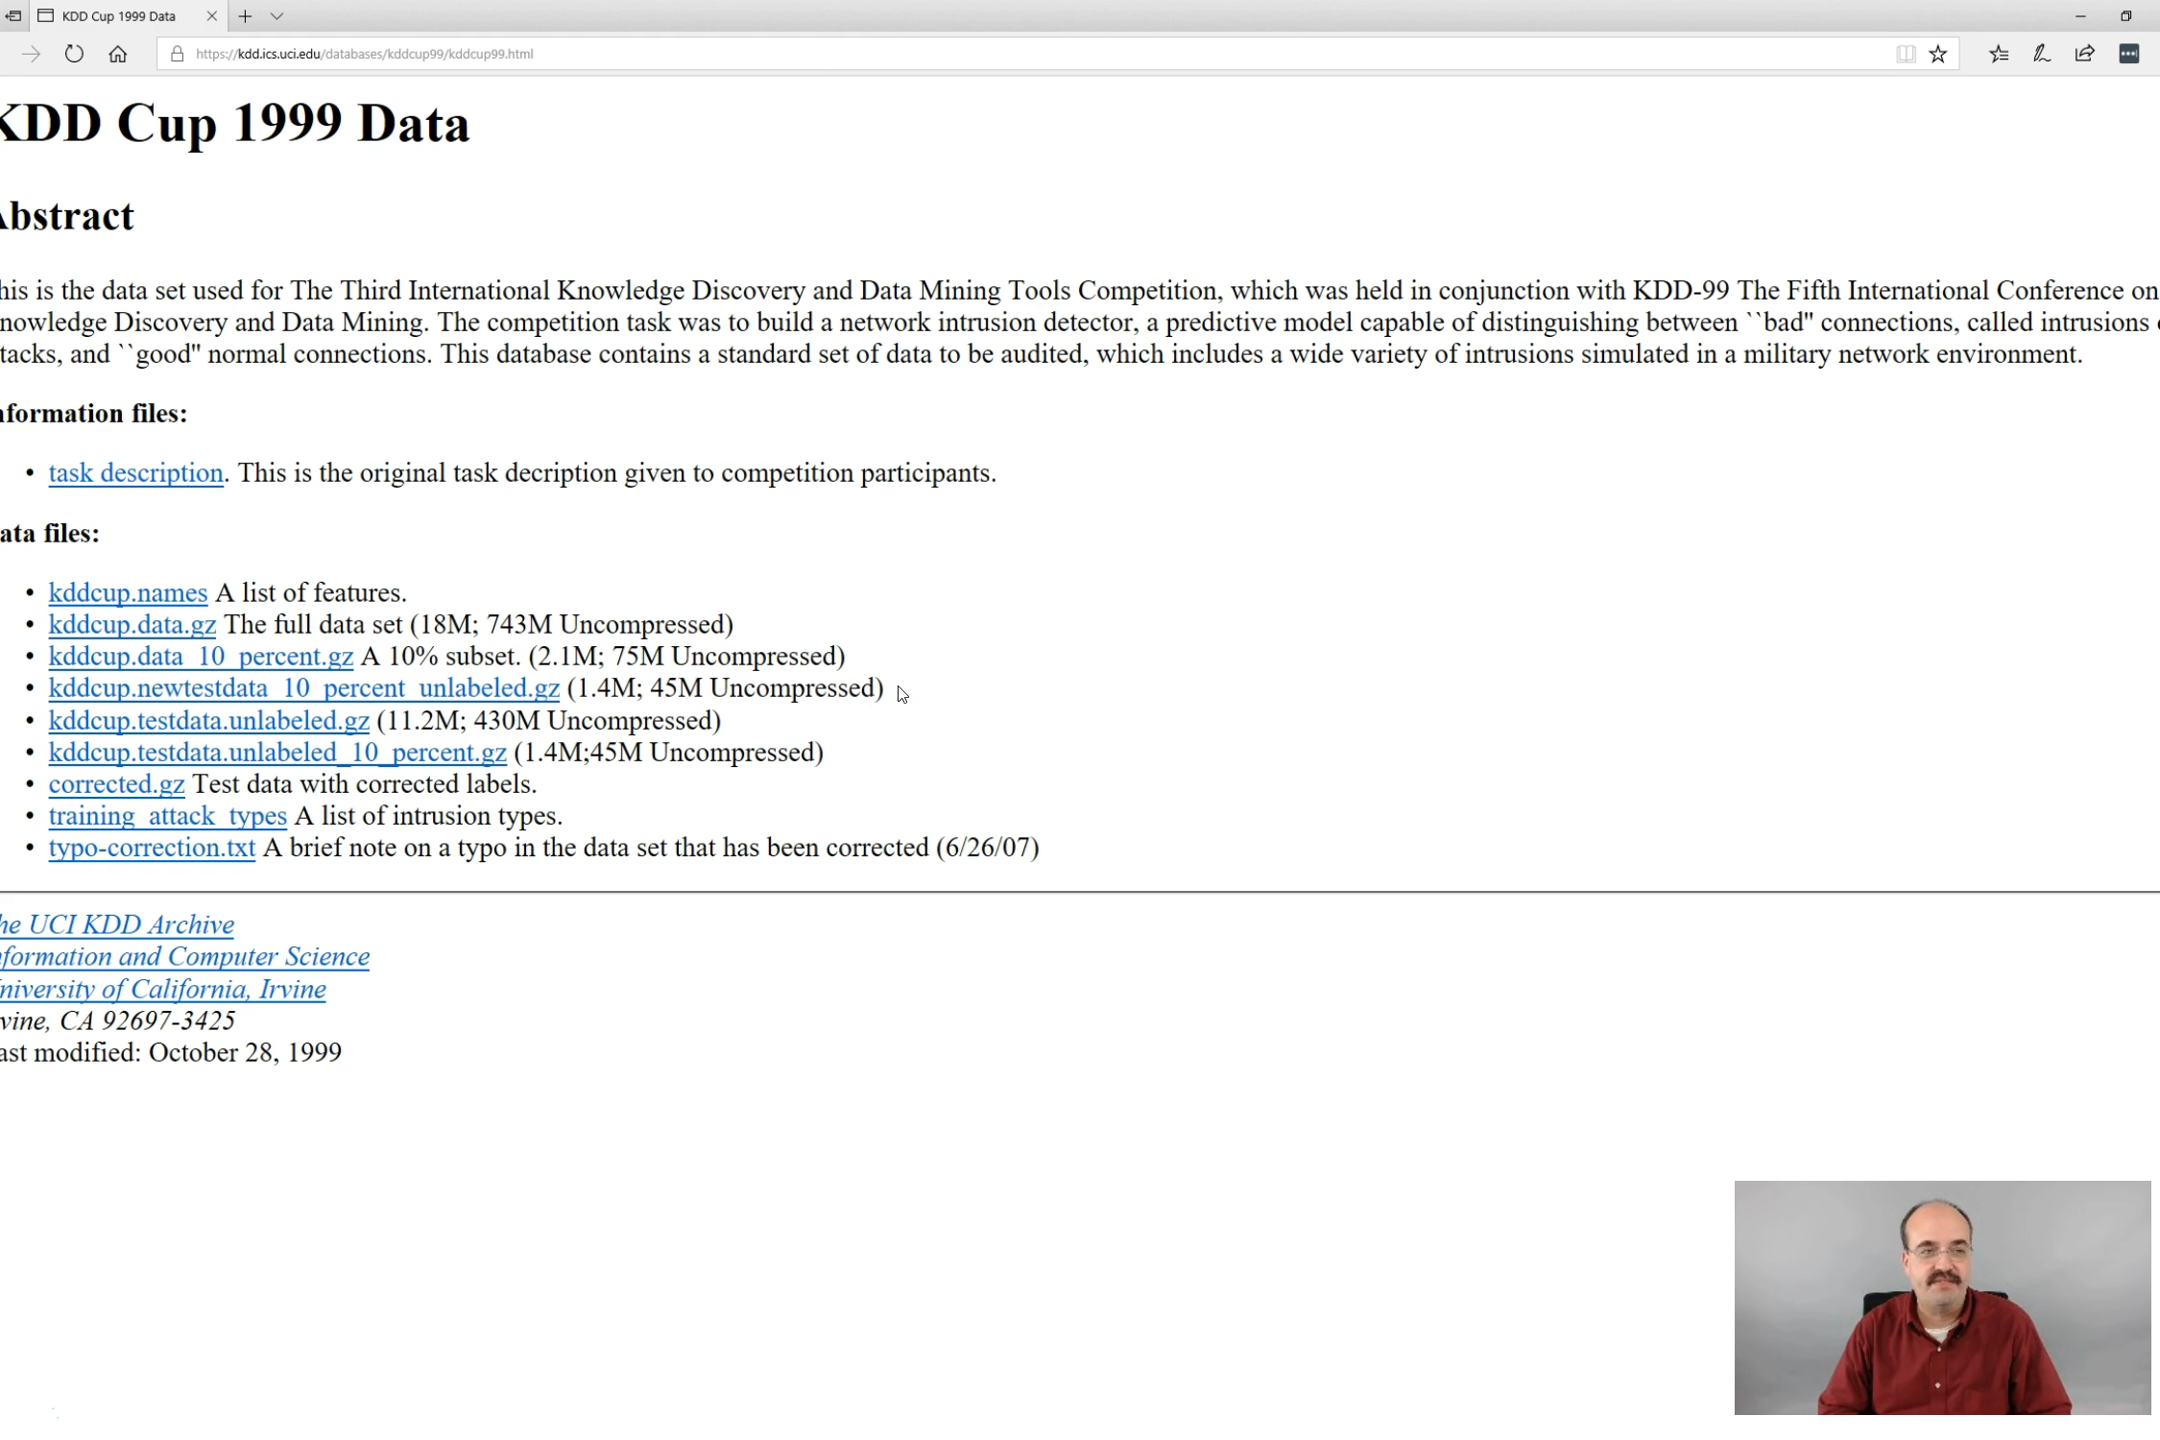 KDD Cup 1999 Data
https://kdd.ics.uci.edu/databases/kddcup99/kddcup99.html
KDD Cup 1999 Data
Abstract
his is the data set used for The Third International Knowledge Discovery and Data Mining Tools Competition, which was held in conjunction with KDD-99 The Fifth International Conference on
nowledge Discovery and Data Mining. The competition task was to build a network intrusion detector, a predictive model capable of distinguishing between ``bad'' connections, called intrusions
tacks, and ``good'' normal connections. This database contains a standard set of data to be audited, which includes a wide variety of intrusions simulated in a military network environment.
nformation files:
• task description. This is the original task decription given to competition participants.
ata files:
• kddcup.names A list of features.
• kddcup.data.gz The full data set (18M; 743M Uncompressed)
• kddcup.data_10_percent.gz A 10% subset. (2.1M; 75M Uncompressed)
• kddcup.newtestdata_10_percent_unlabeled.gz (1.4M; 45M Uncompressed)
• kddcup.testdata.unlabeled.gz (11.2M; 430M Uncompressed)
• kddcup.testdata.unlabeled_10_percent.gz (1.4M;45M Uncompressed)
• corrected.gz Test data with corrected labels.
• training_attack_types A list of intrusion types.
• typo-correction.txt A brief note on a typo in the data set that has been corrected (6/26/07)
he UCI KDD Archive
nformation and Computer Science
niversity of California, Irvine
vine, CA 92697-3425
ast modified: October 28, 1999